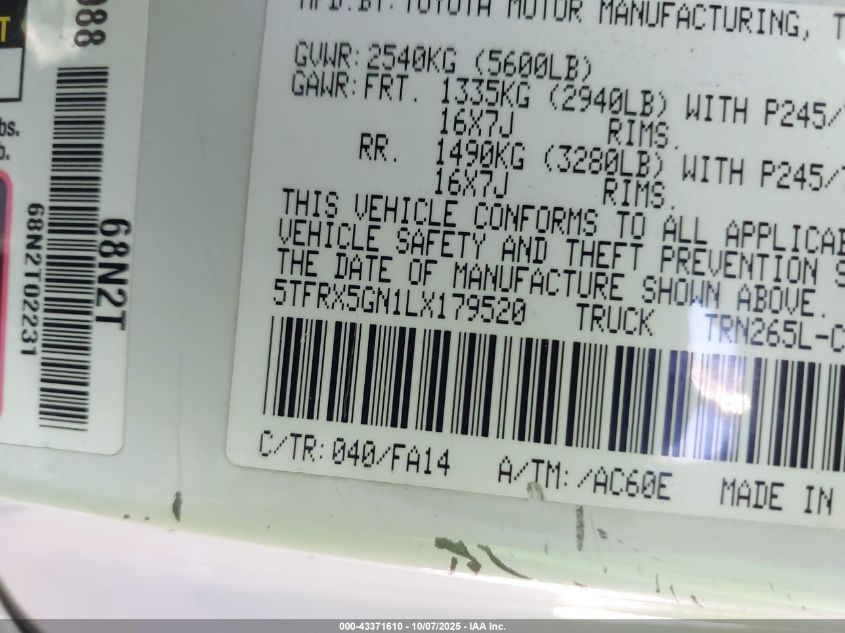 MFD.BY:TOYOTA MOTOR MANUFACTURING, T
GVWR:2540KG (5600LB)
GAWR:FRT. 1335KG (2940LB) WITH P245/
16X7J RIMS.
RR. 1490KG (3280LB) WITH P245/
16X7J RIMS.
THIS VEHICLE CONFORMS TO ALL APPLICAB
VEHICLE SAFETY AND THEFT PREVENTION S
THE DATE OF MANUFACTURE SHOWN ABOVE.
5TFRX5GN1LX179520 TRUCK TRN265L-C
C/TR:040/FA14 A/TM:/AC60E MADE IN
088
68N2T
68N2T02231
bs.
b.
000-43371610 - 10/07/2025 - IAA Inc.